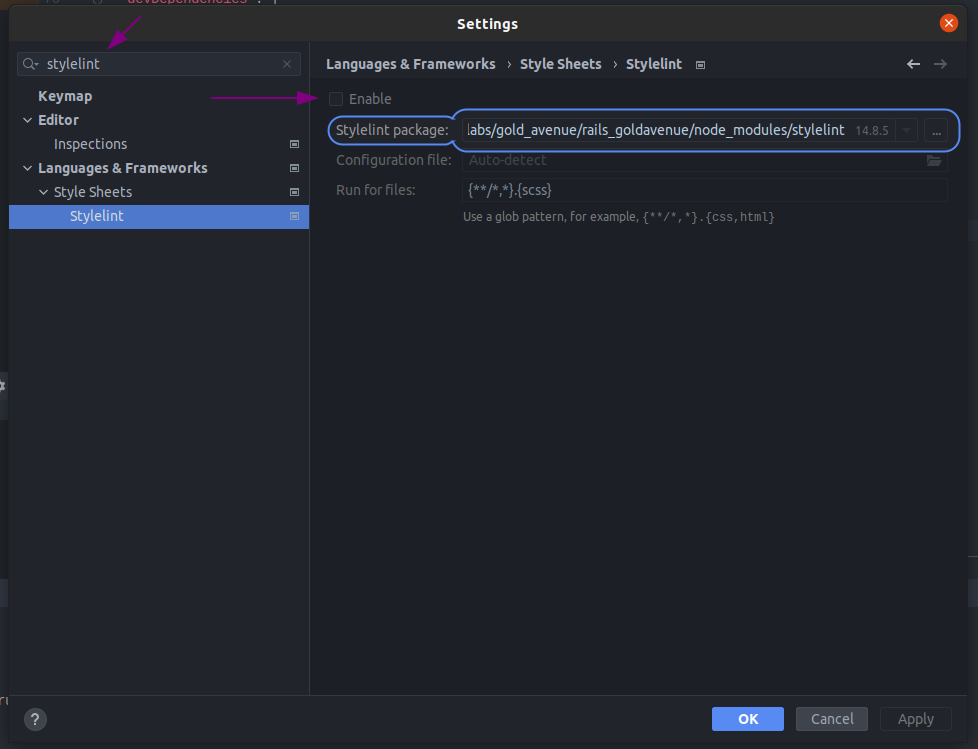 devDependencies
Settings
stylelint
Languages & Frameworks › Style Sheets › Stylelint
Keymap
Enable
Editor
Stylelint package: labs/gold_avenue/rails_goldavenue/node_modules/stylelint 14.8.5 ...
Inspections
Configuration file: Auto-detect
Languages & Frameworks
Style Sheets
Run for files: {**/*,*}.{scss}
Stylelint
Use a glob pattern, for example, {**/*,*}.{css,html}
ru
?
OK
Cancel
Apply